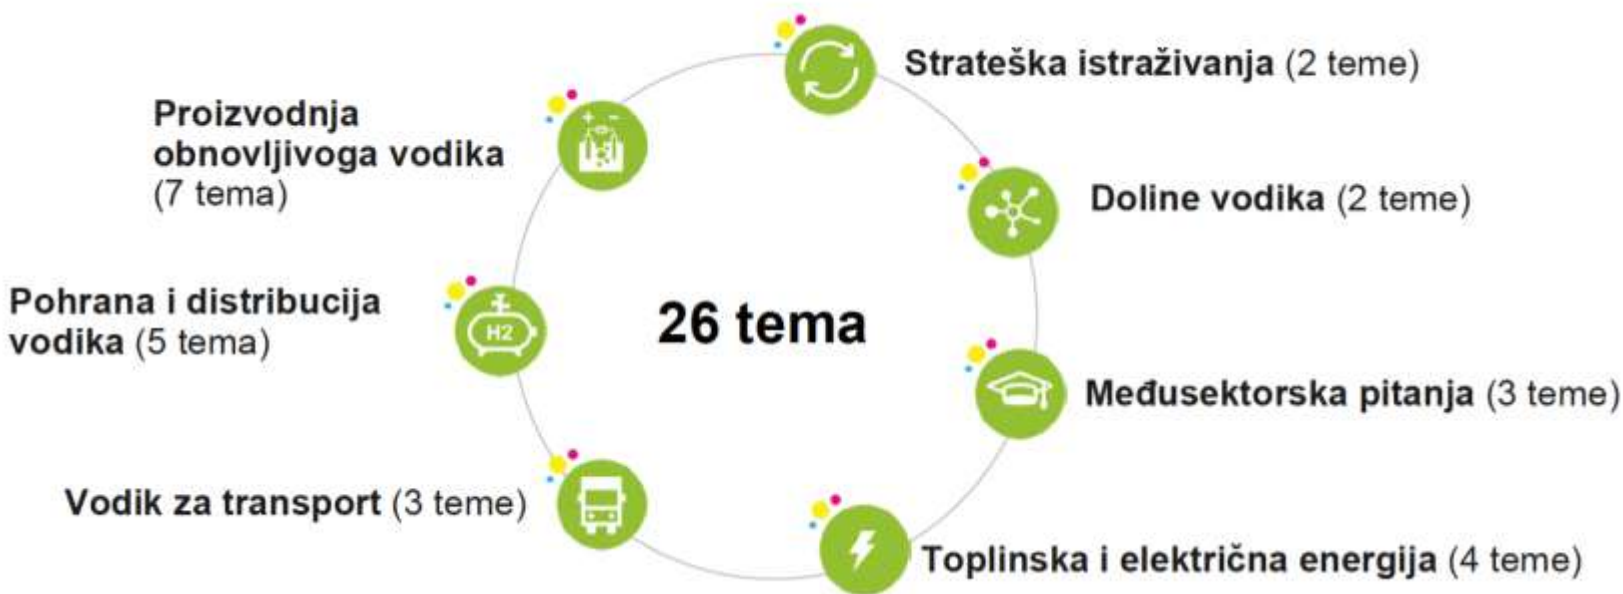 Strateška istraživanja (2 teme)
Proizvodnja
obnovljivoga vodika
(7 tema)
Doline vodika (2 teme)
Pohrana i distribucija
vodika (5 tema)
H2
26 tema
Međusektorska pitanja (3 teme)
Vodik za transport (3 teme)
Toplinska i električna energija (4 teme)